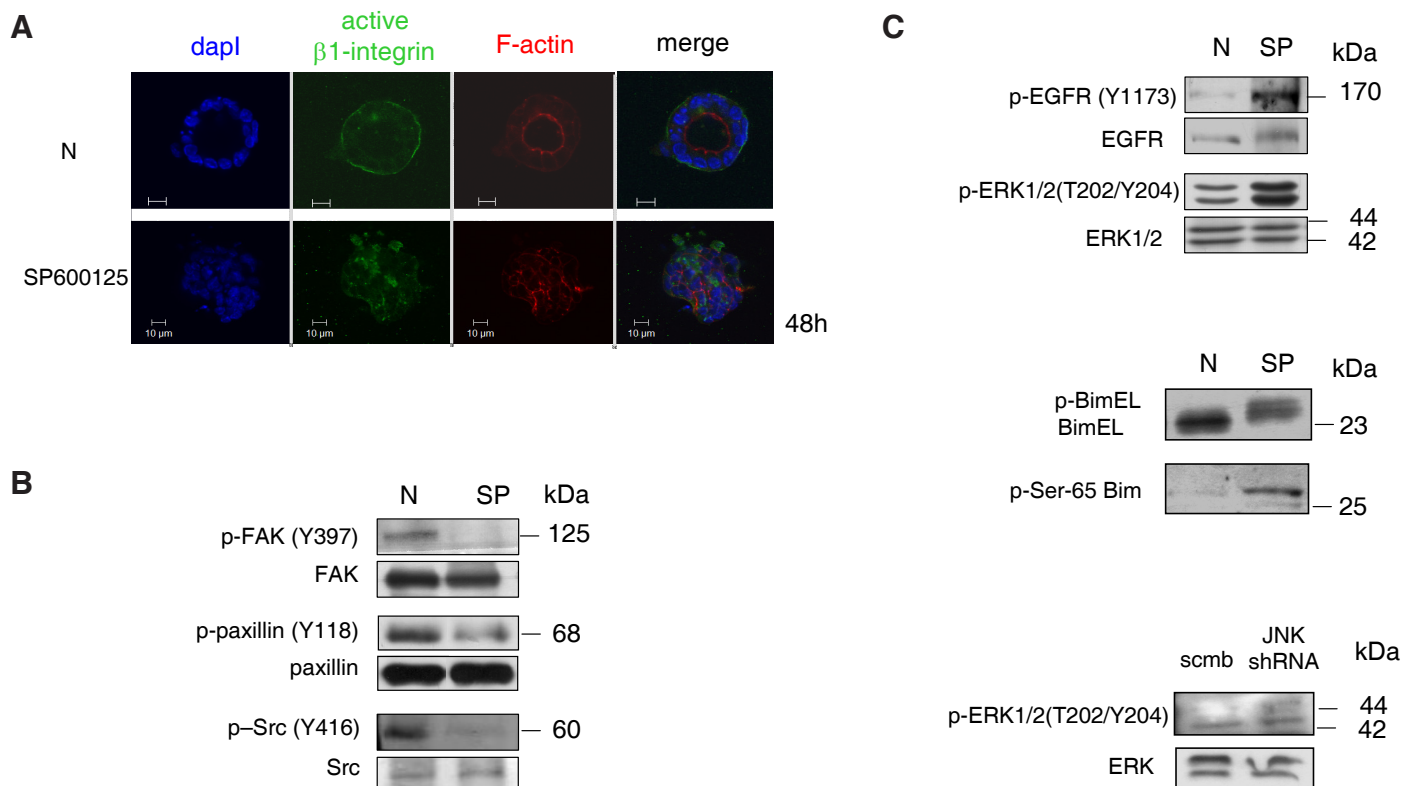 A
dapI
active
β1-integrin
F-actin
merge
N
SP600125
10 µm
10 µm
10 µm
10 µm
48h
B
N SP kDa
p-FAK (Y397)
125
FAK
p-paxillin (Y118)
68
paxillin
p–Src (Y416)
60
Src
C
N SP kDa
p-EGFR (Y1173)
170
EGFR
p-ERK1/2(T202/Y204)
44
ERK1/2
42
N SP kDa
p-BimEL
BimEL
23
p-Ser-65 Bim
25
scmb JNK shRNA kDa
p-ERK1/2(T202/Y204)
44
42
ERK